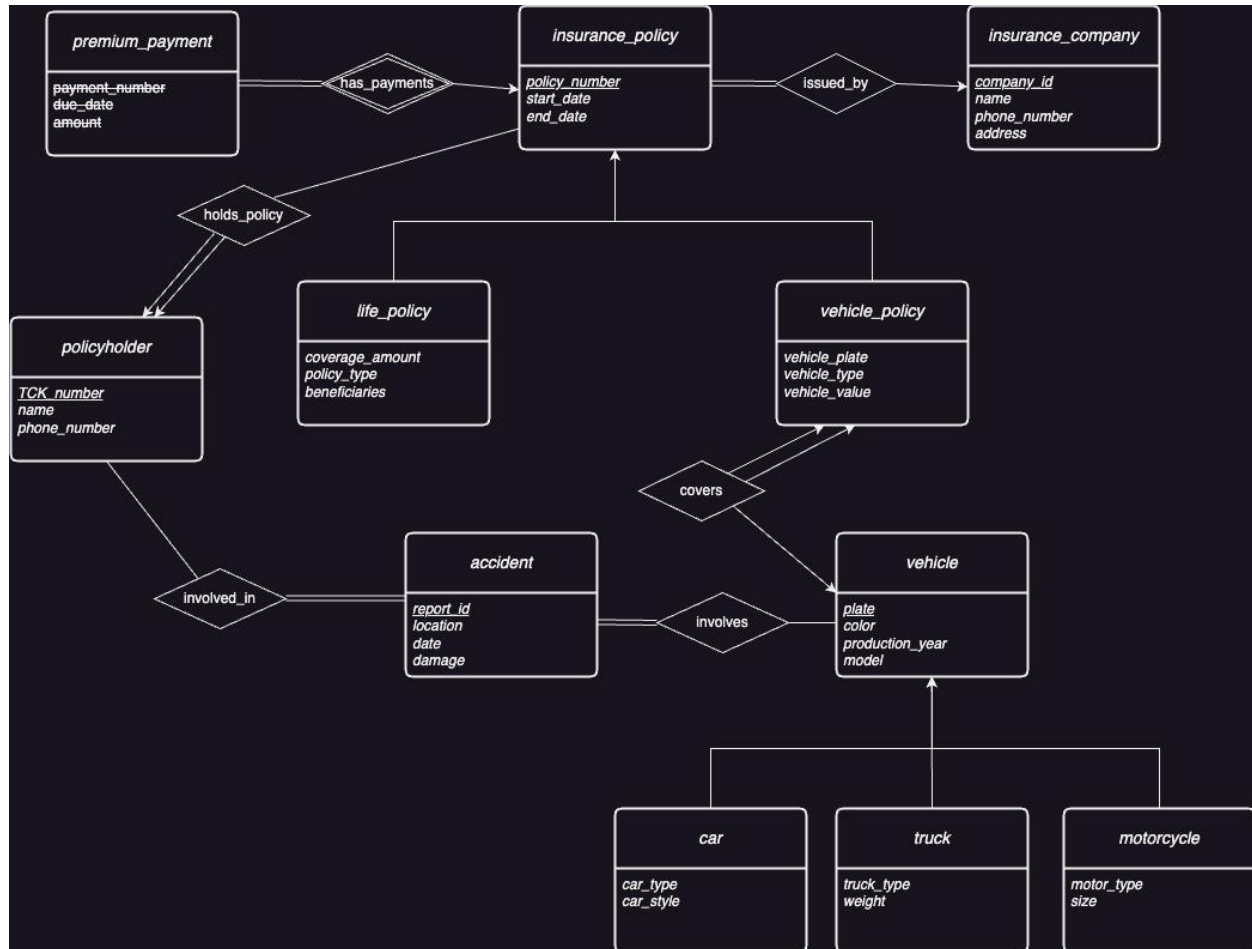 premium_payment
payment_number
due_date
amount
has_payments
insurance_policy
policy_number
start_date
end_date
issued_by
insurance_company
company_id
name
phone_number
address
holds_policy
policyholder
TCK_number
name
phone_number
life_policy
coverage_amount
policy_type
beneficiaries
vehicle_policy
vehicle_plate
vehicle_type
vehicle_value
covers
involved_in
accident
report_id
location
date
damage
involves
vehicle
plate
color
production_year
model
car
car_type
car_style
truck
truck_type
weight
motorcycle
motor_type
size